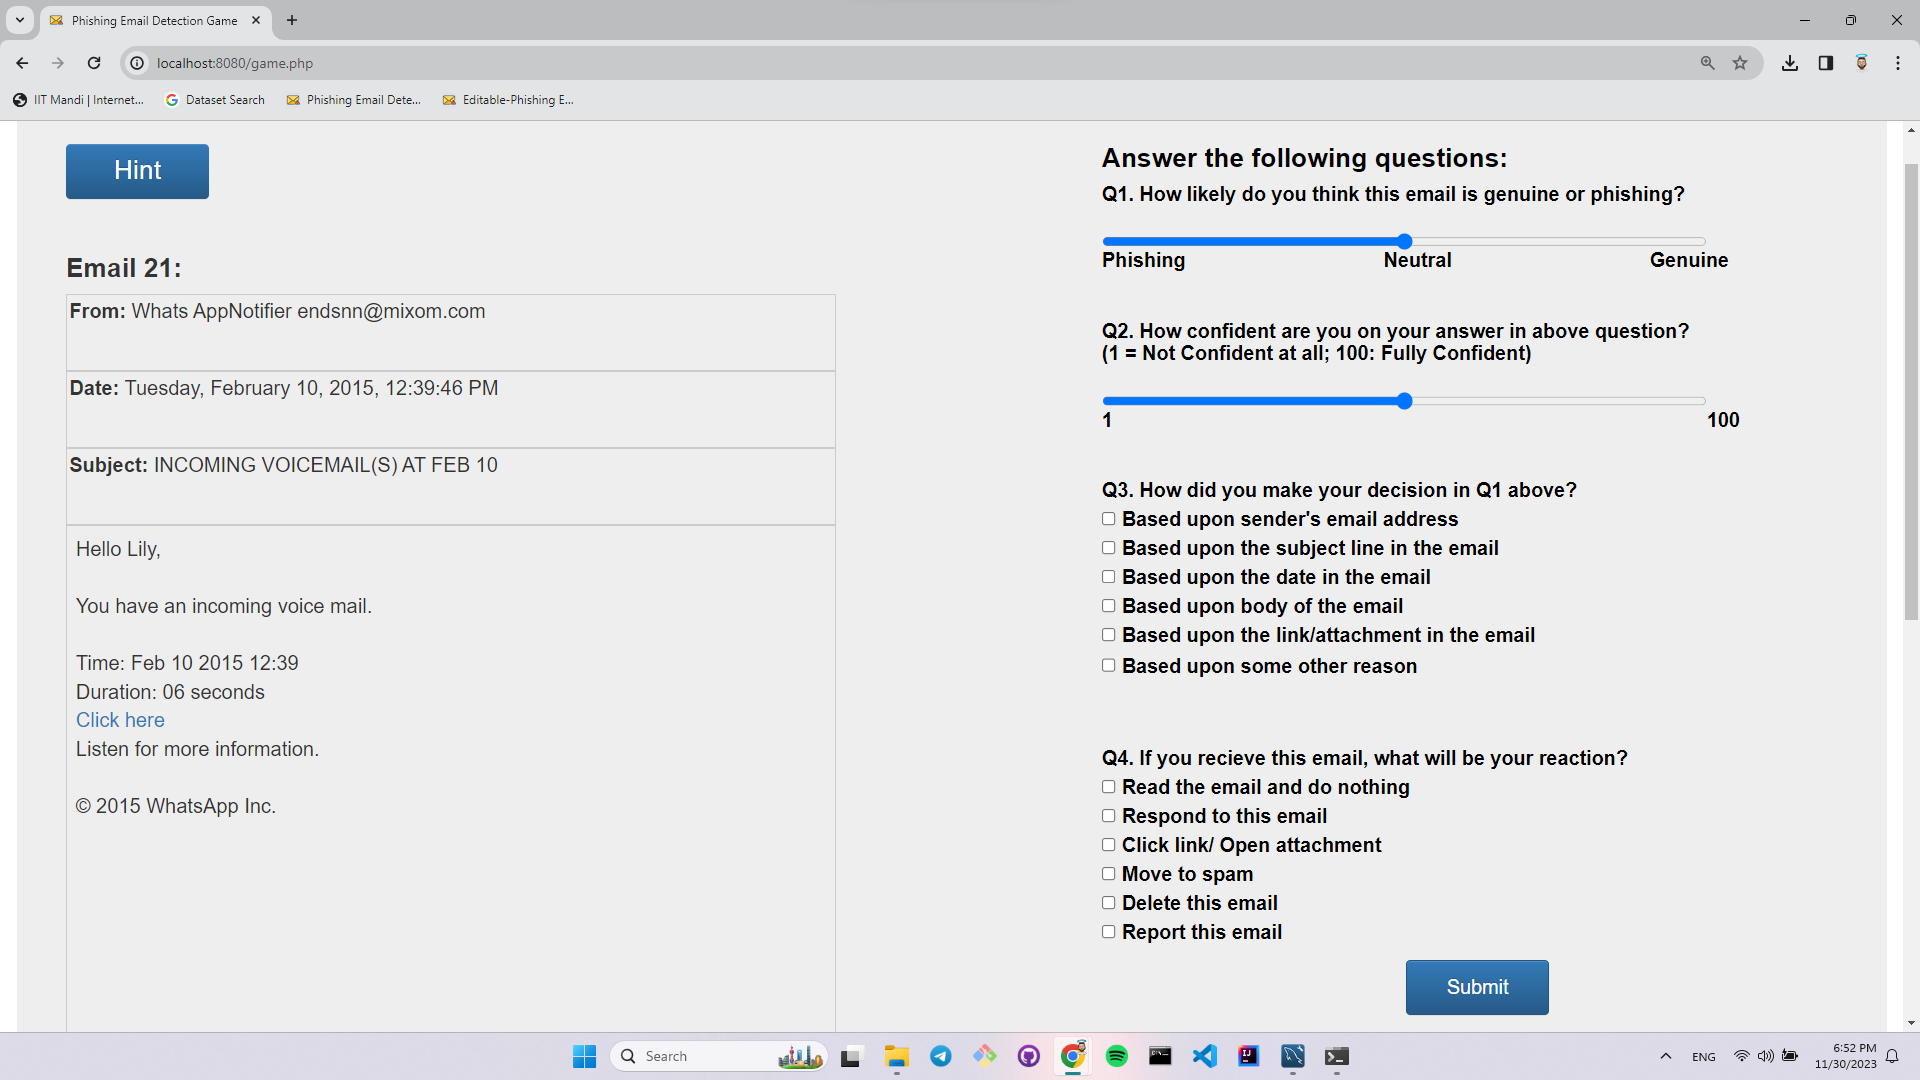 Phishing Email Detection Game
localhost:8080/game.php
IIT Mandi | Internet...
Dataset Search
Phishing Email Dete...
Editable-Phishing E...
Hint
Email 21:
From: Whats AppNotifier endsnn@mixom.com
Date: Tuesday, February 10, 2015, 12:39:46 PM
Subject: INCOMING VOICEMAIL(S) AT FEB 10
Hello Lily,
You have an incoming voice mail.
Time: Feb 10 2015 12:39
Duration: 06 seconds
Click here
Listen for more information.
© 2015 WhatsApp Inc.
Answer the following questions:
Q1. How likely do you think this email is genuine or phishing?
Phishing Neutral Genuine
Q2. How confident are you on your answer in above question?
(1 = Not Confident at all; 100: Fully Confident)
1 100
Q3. How did you make your decision in Q1 above?
Based upon sender's email address
Based upon the subject line in the email
Based upon the date in the email
Based upon body of the email
Based upon the link/attachment in the email
Based upon some other reason
Q4. If you recieve this email, what will be your reaction?
Read the email and do nothing
Respond to this email
Click link/ Open attachment
Move to spam
Delete this email
Report this email
Submit
Search
ENG
6:52 PM
11/30/2023